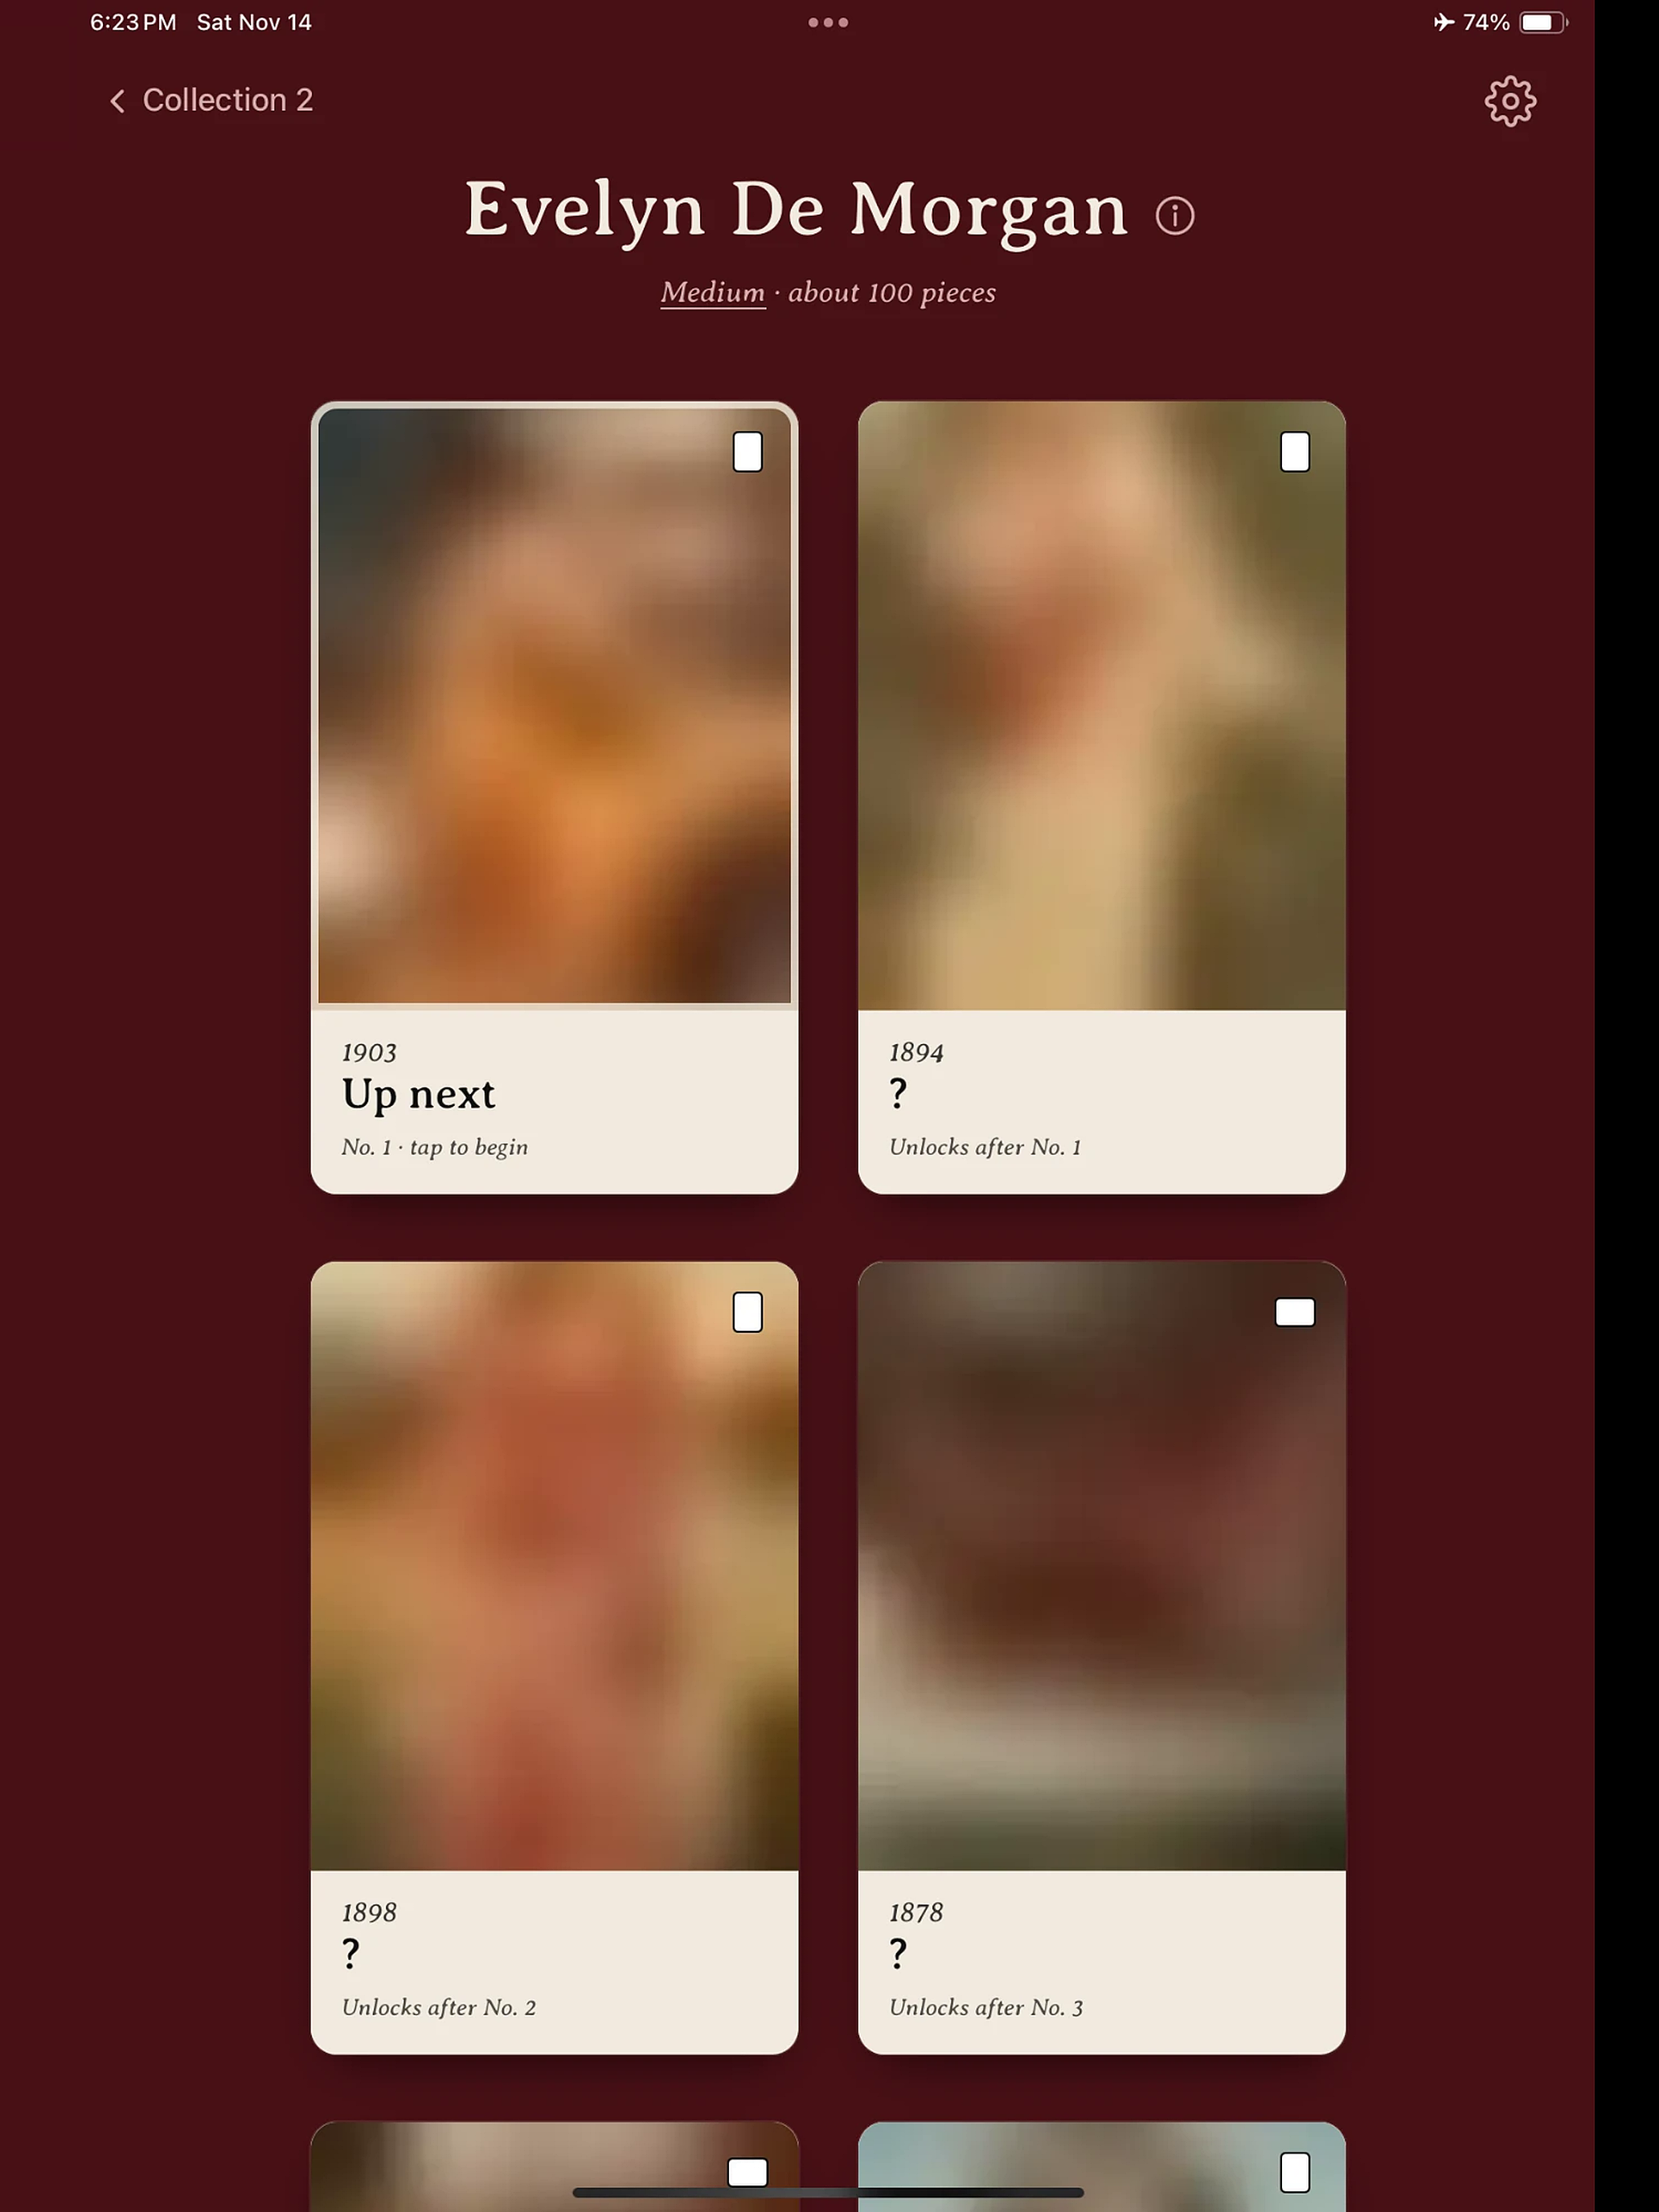 6:23 PM Sat Nov 14
74%
Collection 2
Evelyn De Morgan
Medium · about 100 pieces
1903
Up next
No. 1 · tap to begin
1894
?
Unlocks after No. 1
1898
?
Unlocks after No. 2
1878
?
Unlocks after No. 3